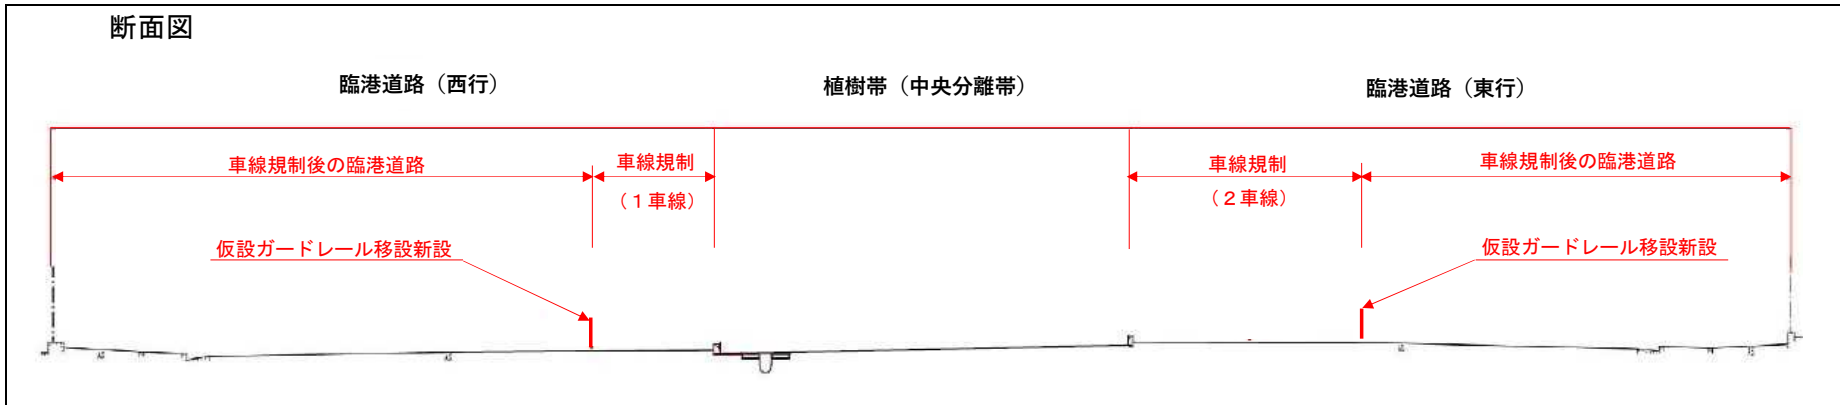 断面図
臨港道路（西行）
植樹帯（中央分離帯）
臨港道路（東行）
車線規制後の臨港道路
車線規制
（１車線）
車線規制
（２車線）
車線規制後の臨港道路
仮設ガードレール移設新設
仮設ガードレール移設新設